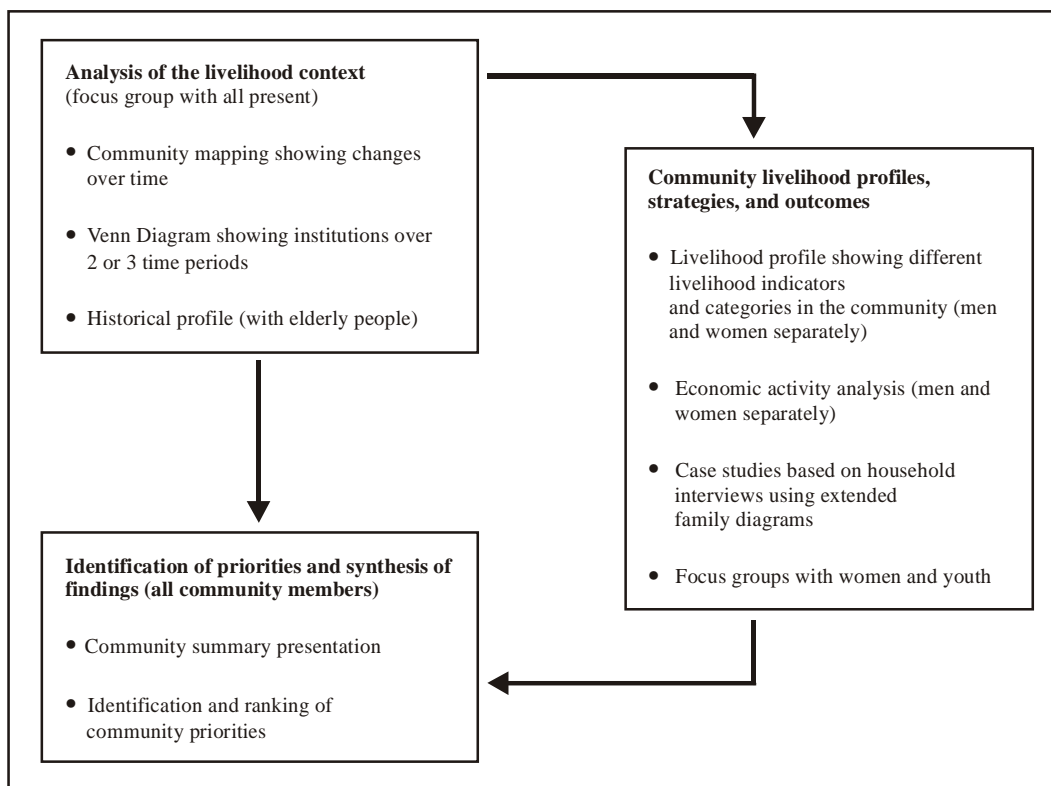 Analysis of the livelihood context
(focus group with all present)
• Community mapping showing changes
over time
• Venn Diagram showing institutions over
2 or 3 time periods
• Historical profile (with elderly people)
Community livelihood profiles,
strategies, and outcomes
• Livelihood profile showing different
livelihood indicators
and categories in the community (men
and women separately)
• Economic activity analysis (men and
women separately)
• Case studies based on household
interviews using extended
family diagrams
• Focus groups with women and youth
Identification of priorities and synthesis of
findings (all community members)
• Community summary presentation
• Identification and ranking of
community priorities